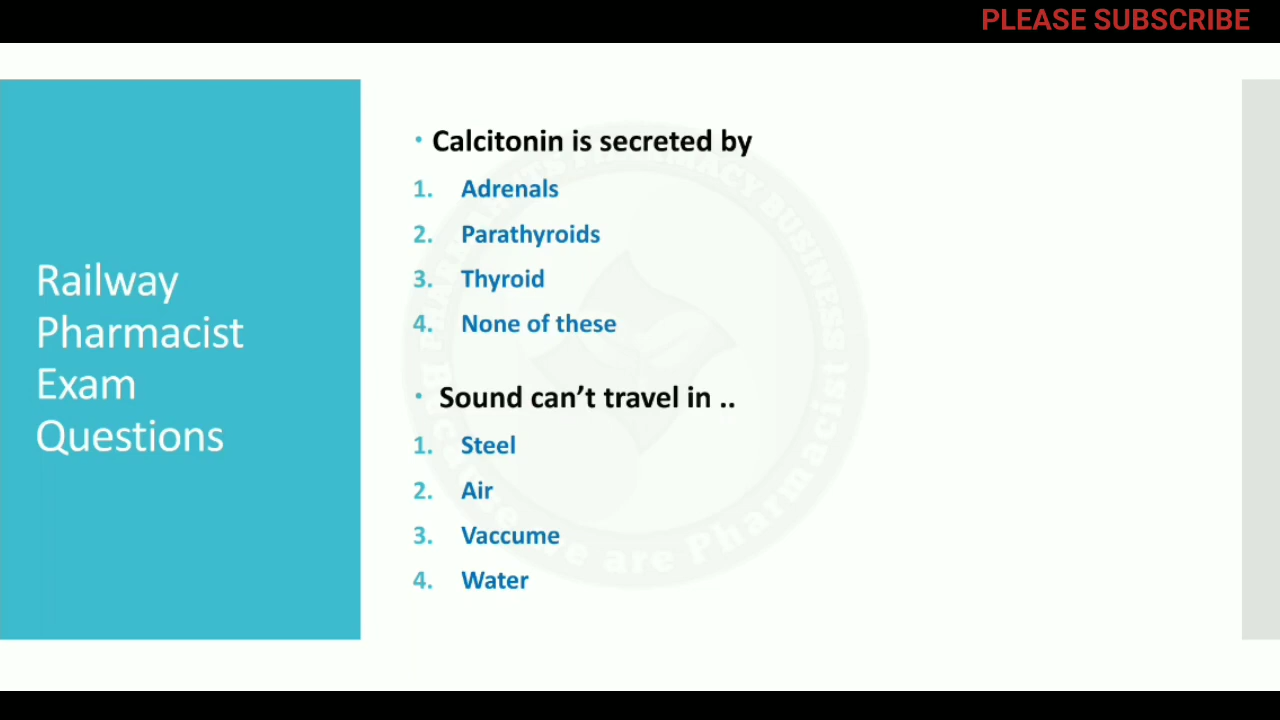 PLEASE SUBSCRIBE
Railway
Pharmacist
Exam
Questions
• Calcitonin is secreted by
1. Adrenals
2. Parathyroids
3. Thyroid
4. None of these
• Sound can’t travel in ..
1. Steel
2. Air
3. Vaccume
4. Water